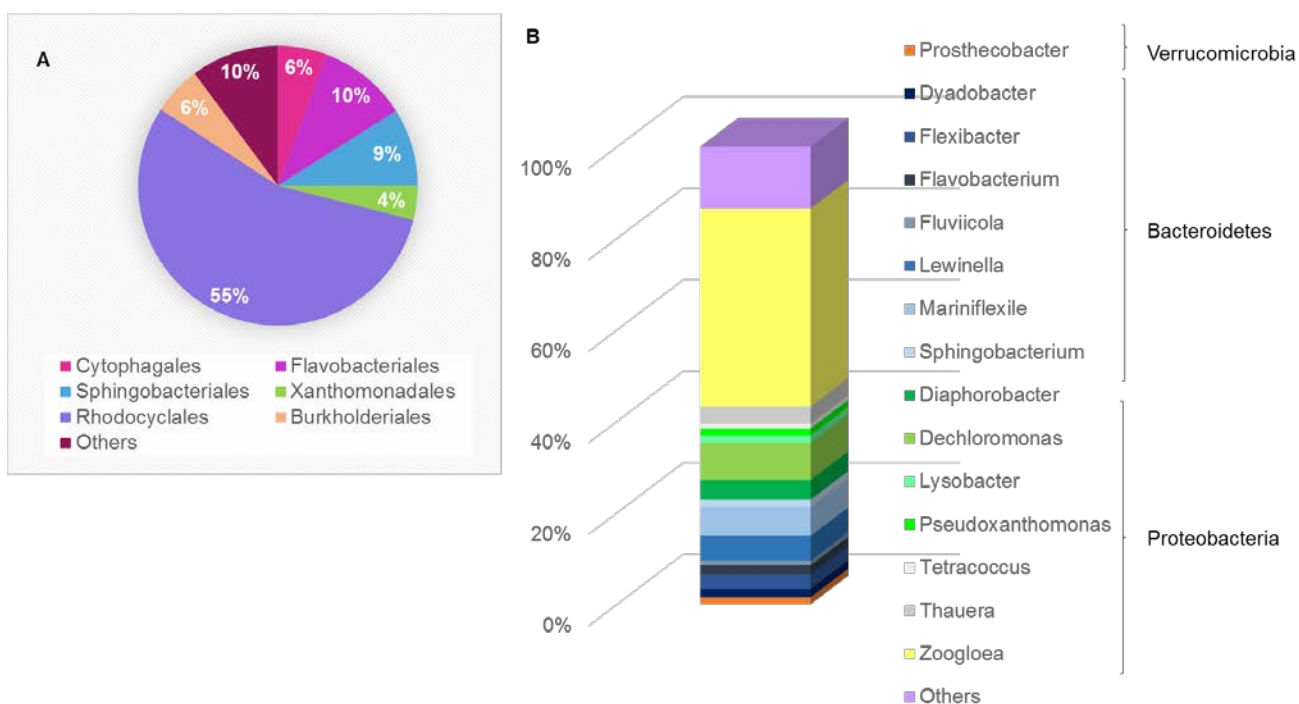 A
6%
10%
9%
4%
55%
6%
10%
Cytophagales
Flavobacteriales
Sphingobacteriales
Xanthomonadales
Rhodocyclales
Burkholderiales
Others
B
100%
80%
60%
40%
20%
0%
Prosthecobacter
Dyadobacter
Flexibacter
Flavobacterium
Fluviicola
Lewinella
Mariniflexile
Sphingobacterium
Diaphorobacter
Dechloromonas
Lysobacter
Pseudoxanthomonas
Tetracoccus
Thauera
Zoogloea
Others
Verrucomicrobia
Bacteroidetes
Proteobacteria